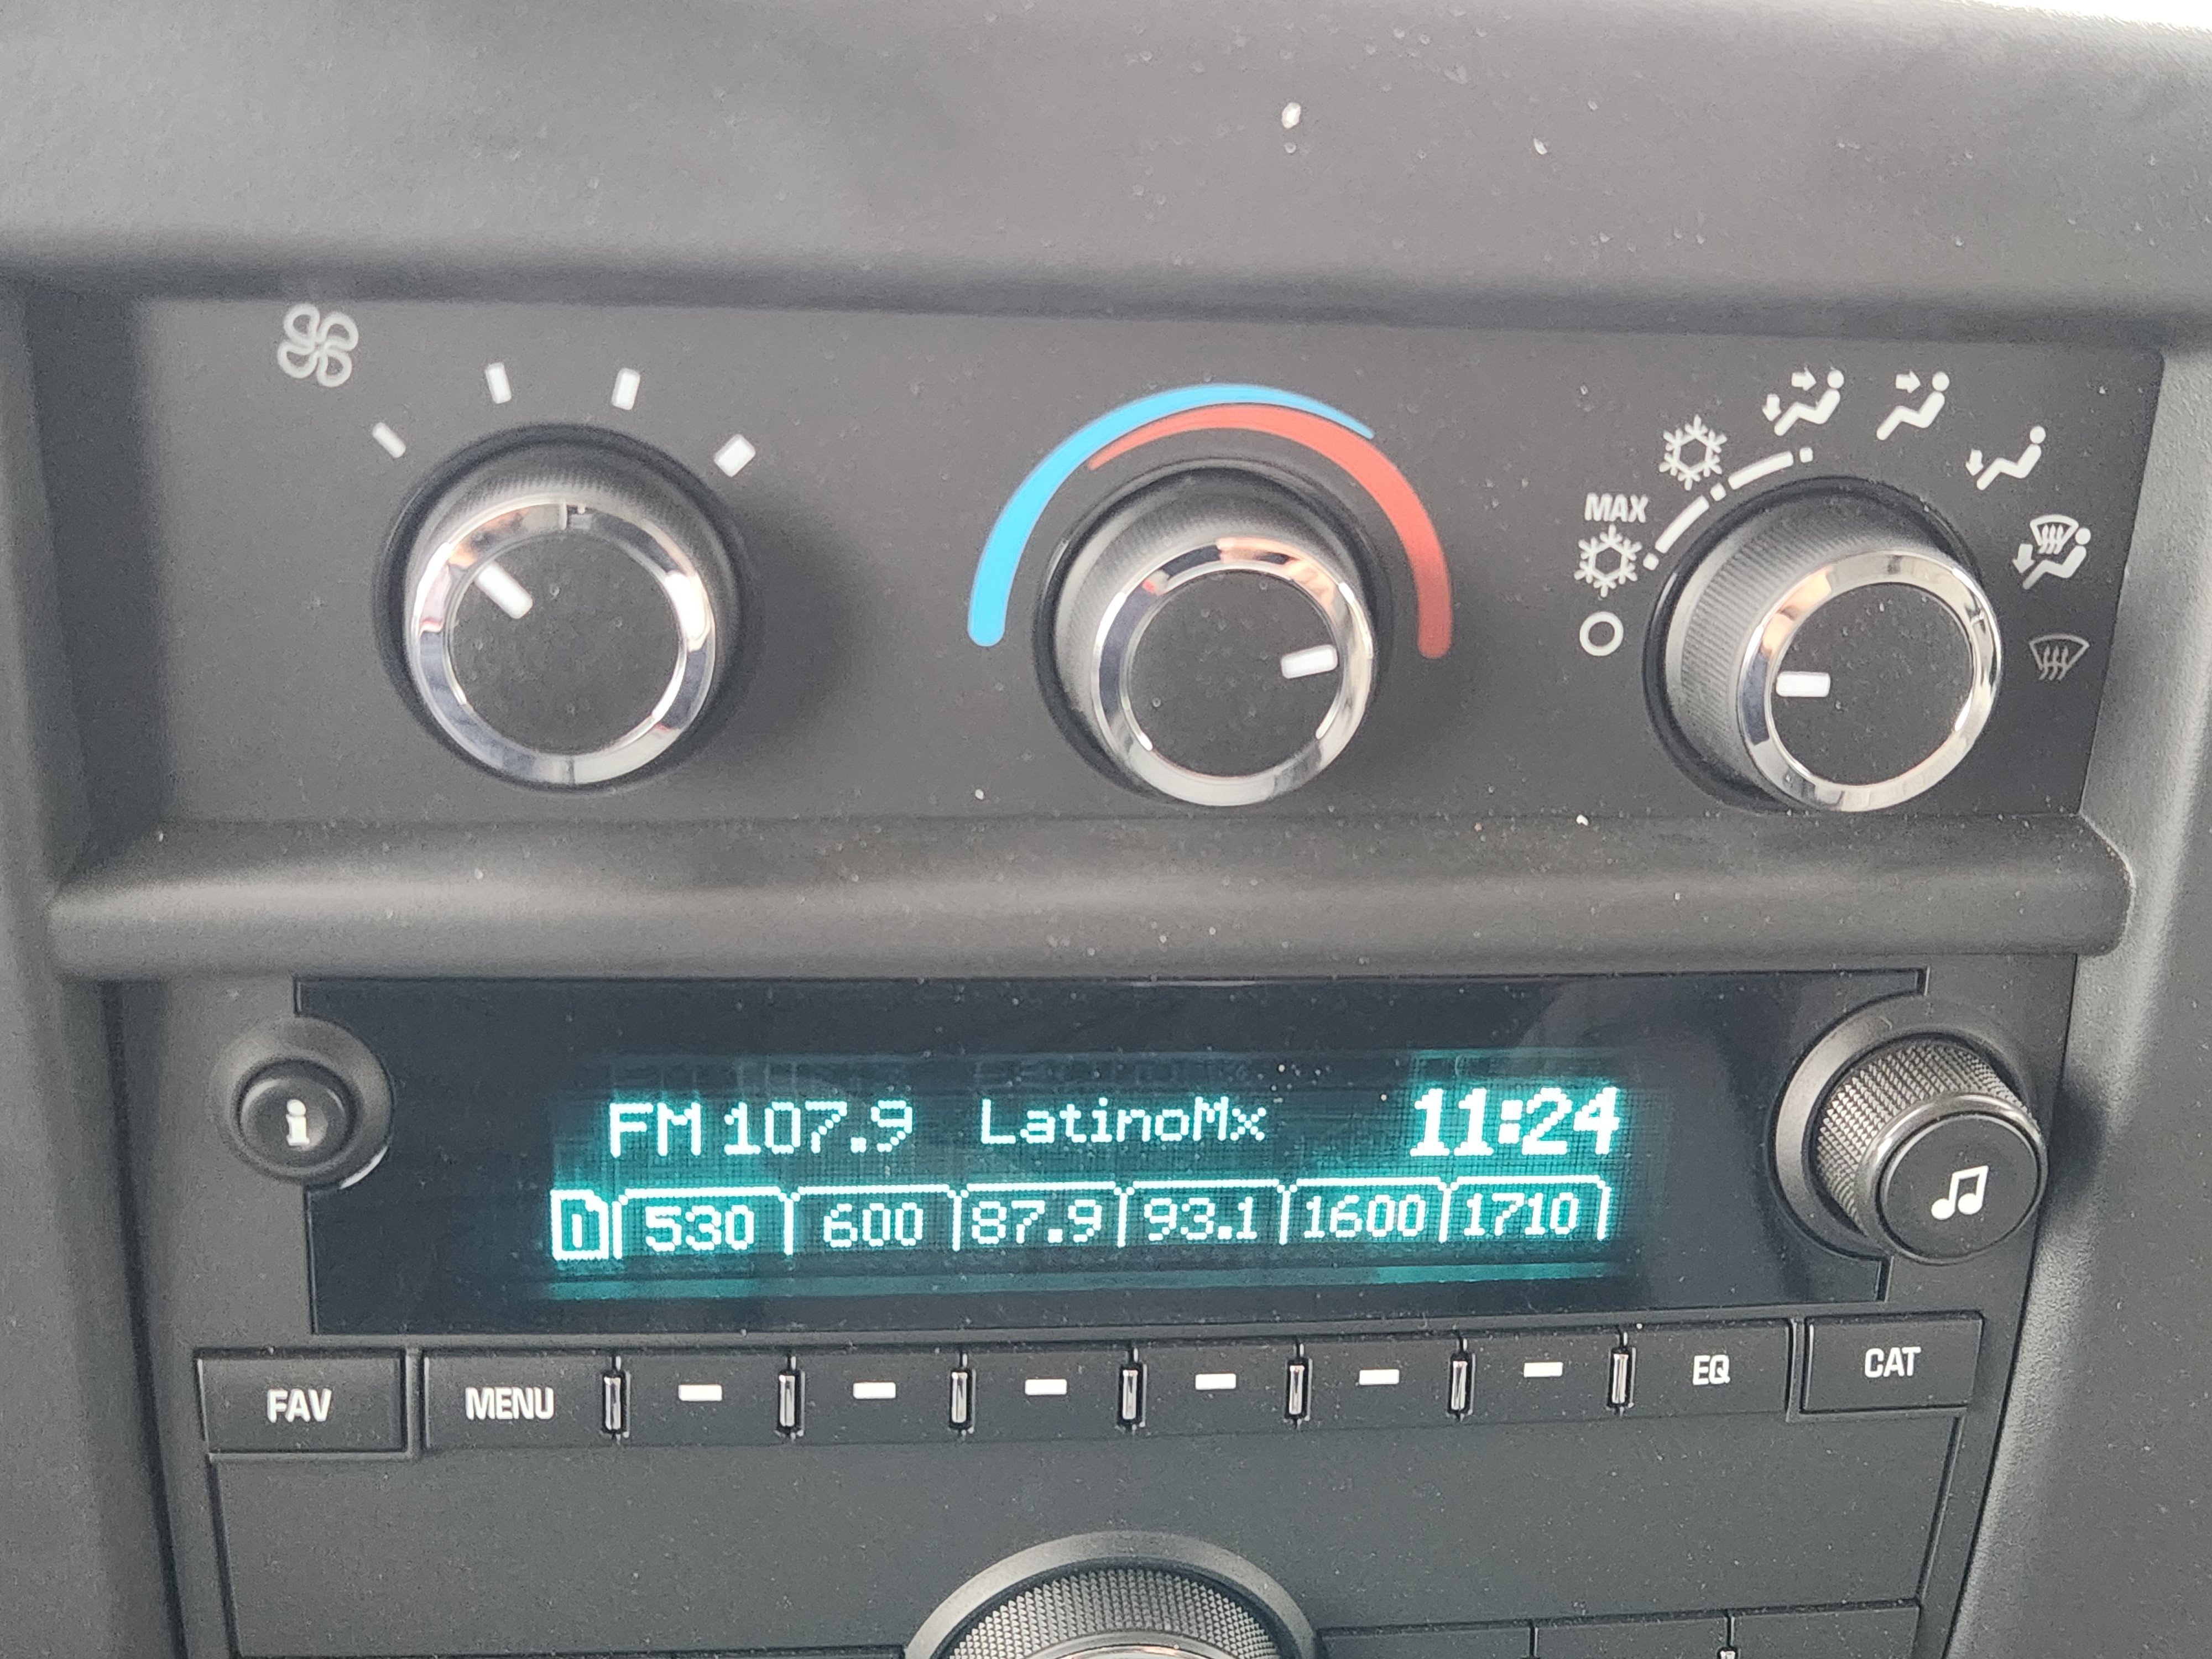 MAX
FM 107.9 LatinoMx 11:24
1 530 600 87.9 93.1 1600 1710
i
FAV MENU EQ CAT